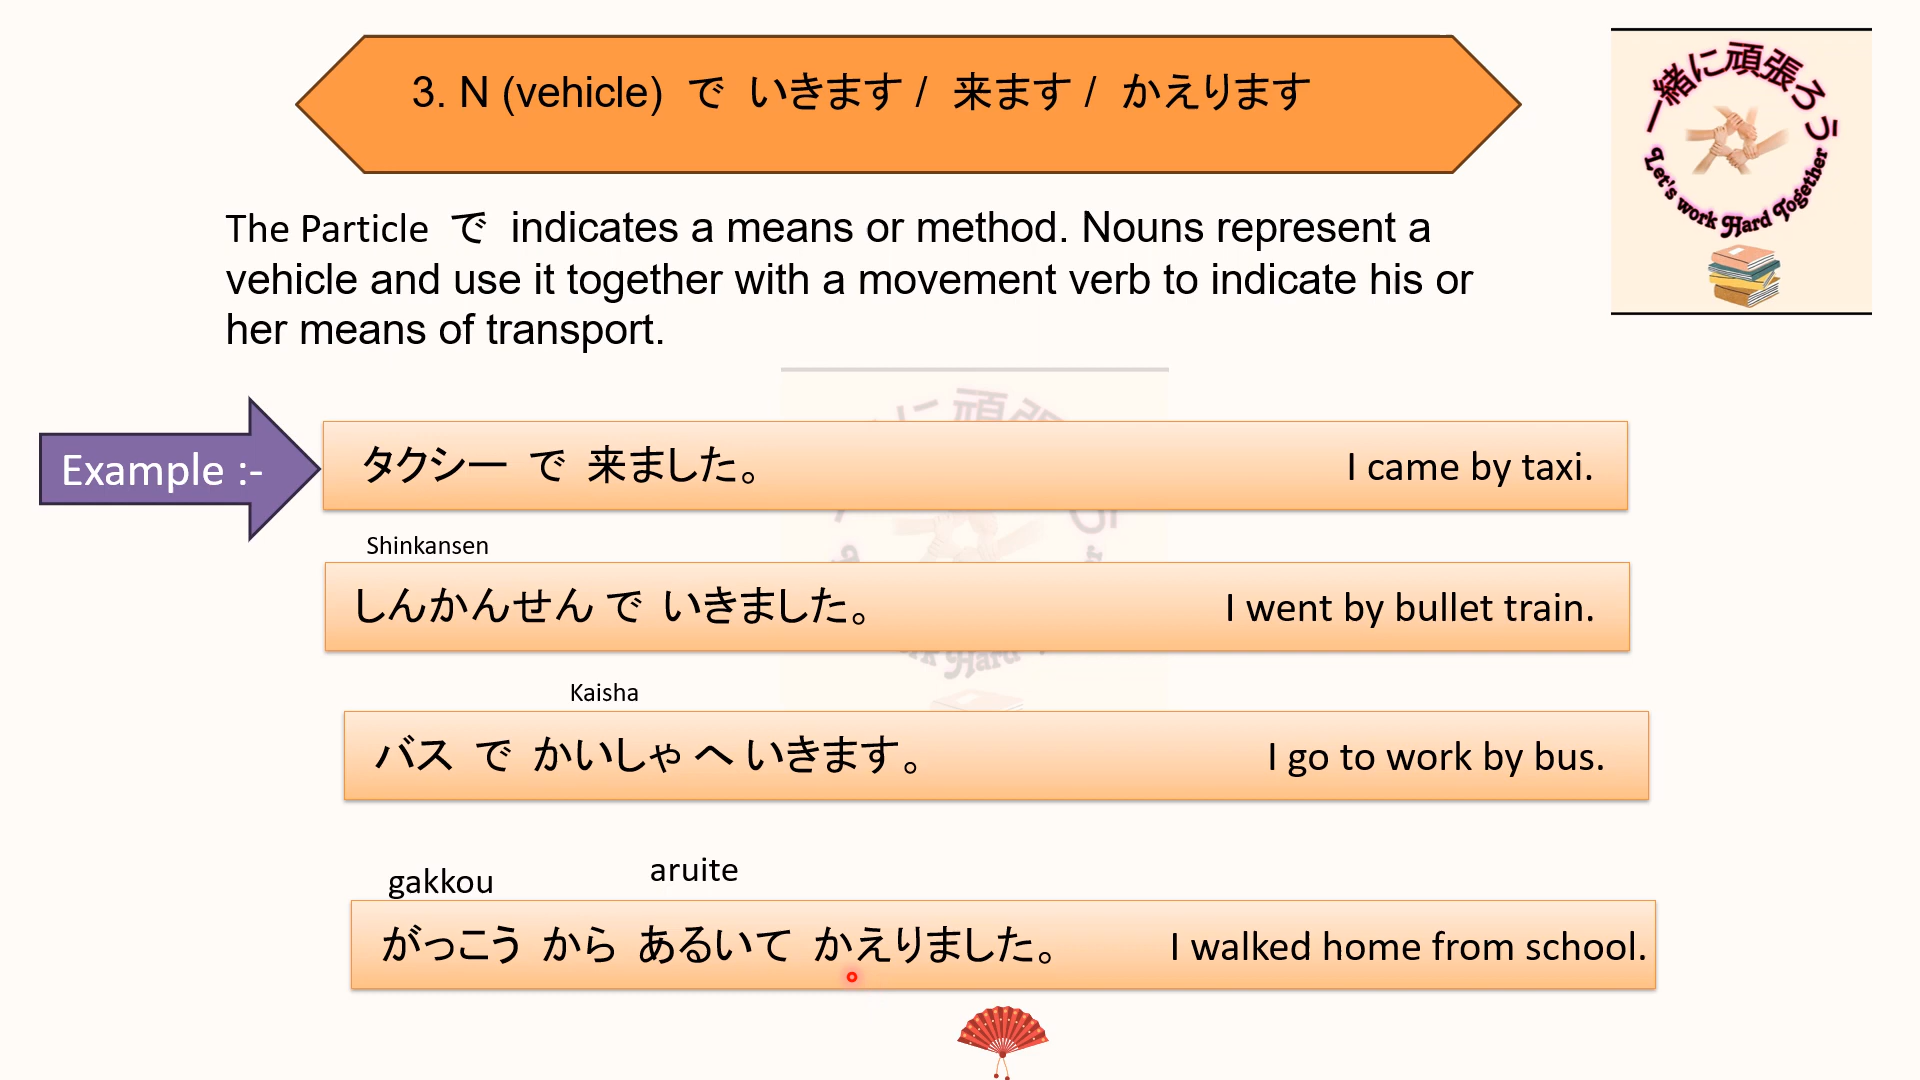 3. N (vehicle) で いきます / 来ます / かえります
一緒に頑張ろう
Let's work Hard Together
The Particle で indicates a means or method. Nouns represent a
vehicle and use it together with a movement verb to indicate his or
her means of transport.
Example :-
タクシー で 来ました。 I came by taxi.
Shinkansen
しんかんせん で いきました。 I went by bullet train.
Kaisha
バス で かいしゃ へ いきます。 I go to work by bus.
gakkou aruite
がっこう から あるいて かえりました。 I walked home from school.